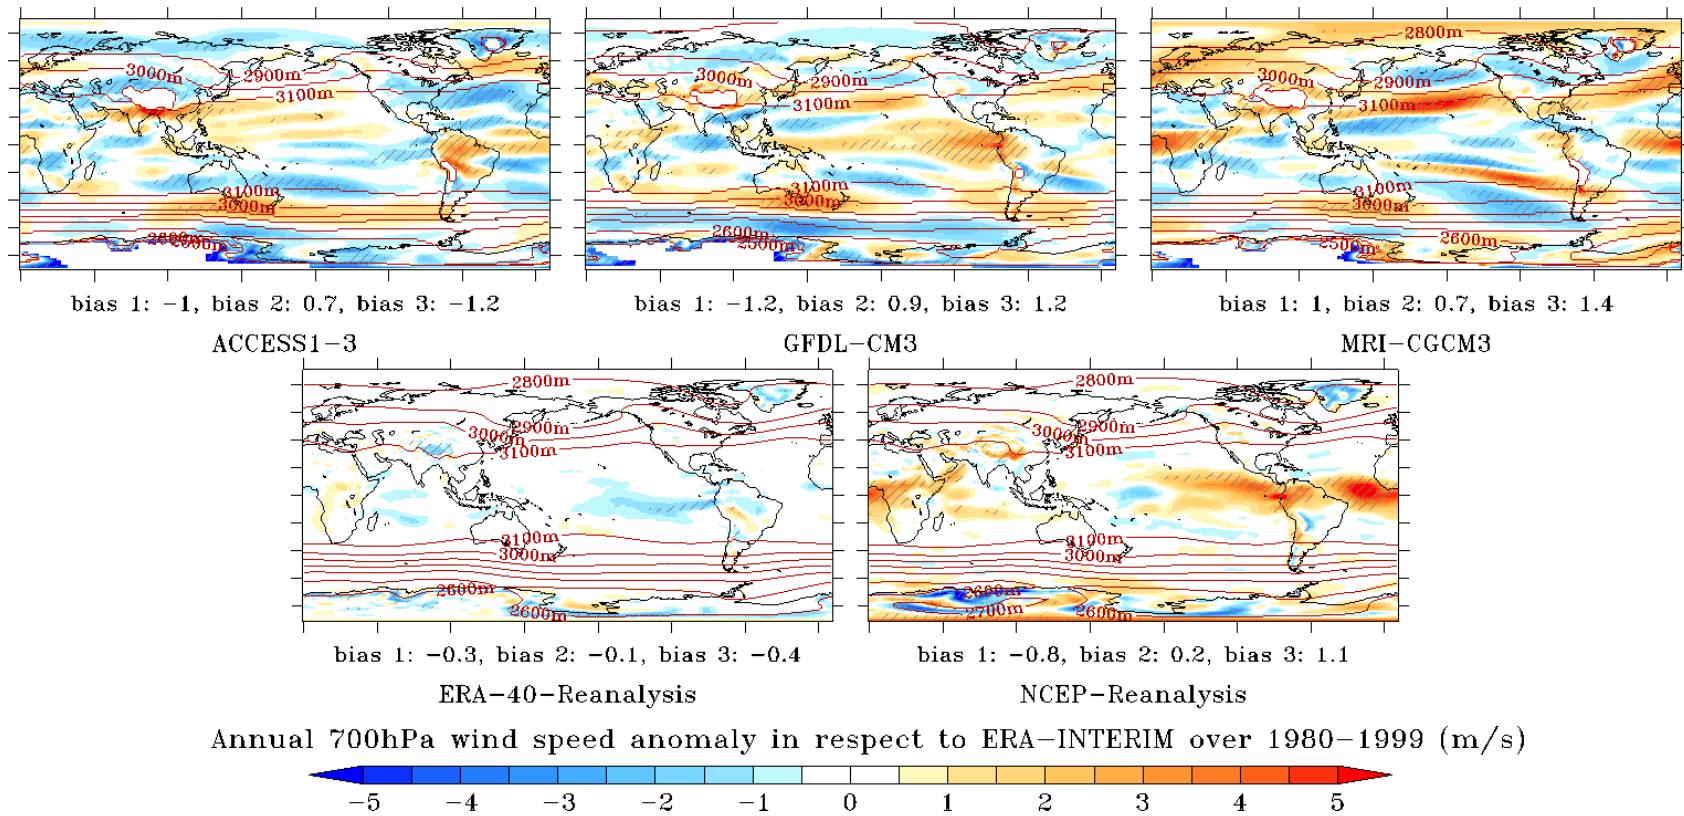 2800m
3000m 2900m 3000m 2900m 3000m 2900m
3100m 3100m 3100m
3100m 3100m 3100m
3000m 3000m 3000m
2600m 2600m
2500m 2500m
bias 1: −1, bias 2: 0.7, bias 3: −1.2 bias 1: −1.2, bias 2: 0.9, bias 3: 1.2 bias 1: 1, bias 2: 0.7, bias 3: 1.4
ACCESS1−3 GFDL−CM3 MRI−CGCM3
2800m 2800m
2900m 2900m
3000m 3000m
3100m 3100m
3100m 3100m
3000m 3000m
2600m 2600m
2600m 2700m 2600m
bias 1: −0.3, bias 2: −0.1, bias 3: −0.4 bias 1: −0.8, bias 2: 0.2, bias 3: 1.1
ERA−40−Reanalysis NCEP−Reanalysis
Annual 700hPa wind speed anomaly in respect to ERA−INTERIM over 1980−1999 (m/s)
−5 −4 −3 −2 −1 0 1 2 3 4 5